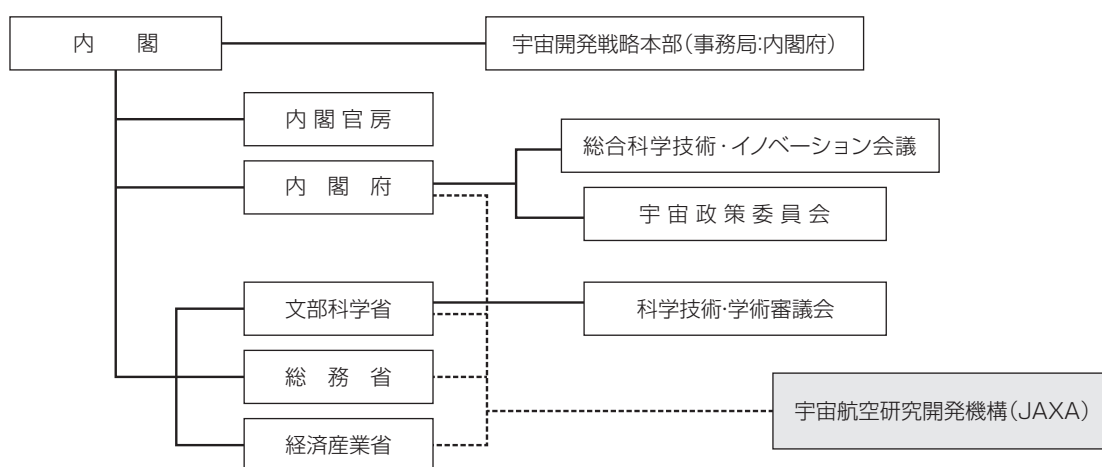 内閣
宇宙開発戦略本部(事務局:内閣府)
内閣官房
総合科学技術・イノベーション会議
内閣府
宇宙政策委員会
文部科学省
科学技術・学術審議会
総務省
宇宙航空研究開発機構(JAXA)
経済産業省